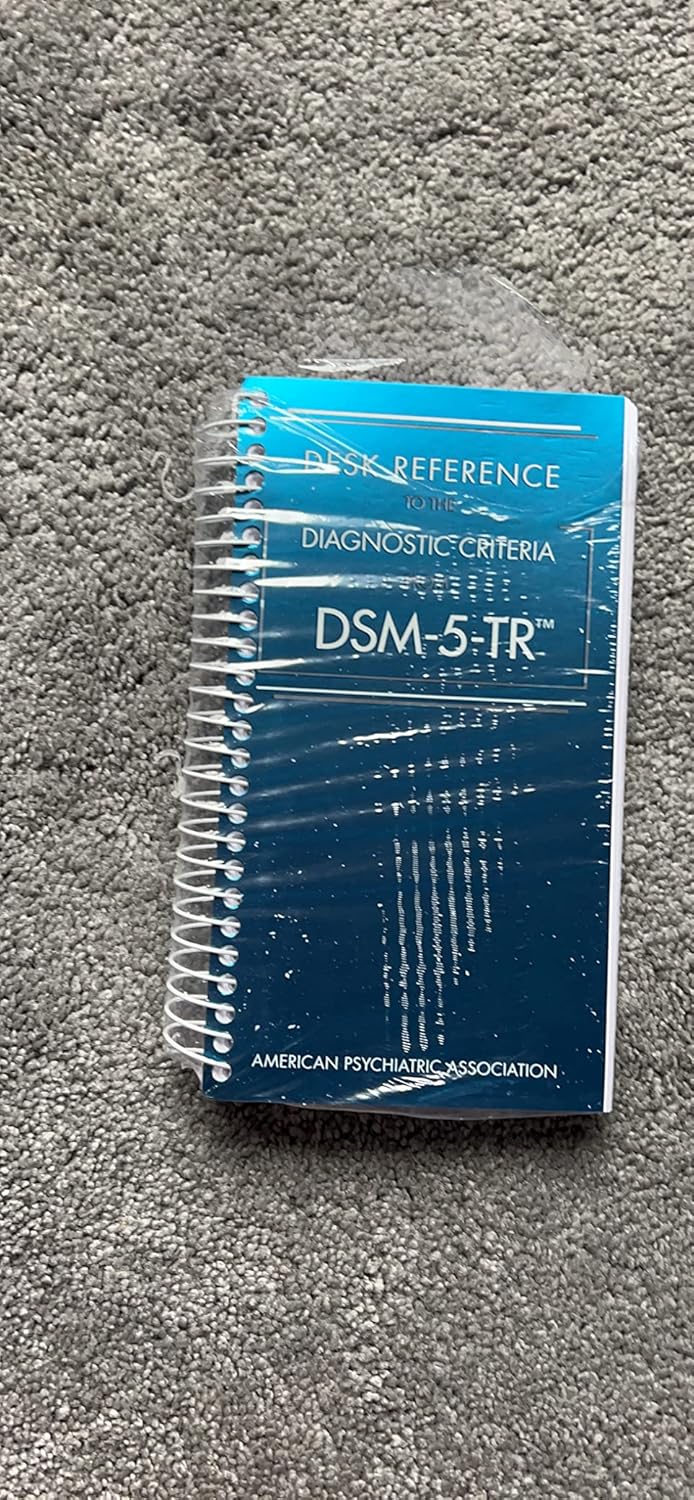 DESK REFERENCE
TO THE
DIAGNOSTIC CRITERIA
DSM-5-TR™
AMERICAN PSYCHIATRIC ASSOCIATION